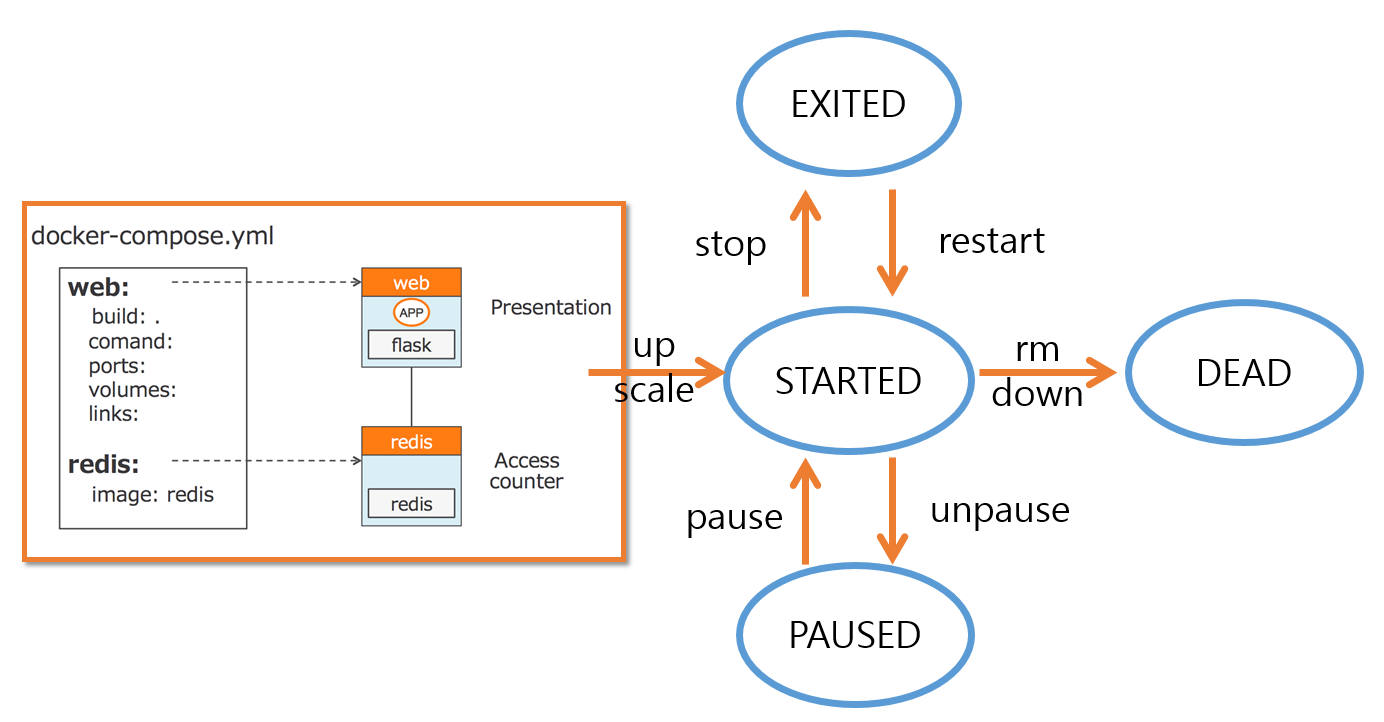 docker-compose.yml
web:
build: .
comand:
ports:
volumes:
links:
redis:
image: redis
web
APP
flask
redis
redis
Presentation
Access
counter
up
scale
EXITED
stop
restart
STARTED
rm
down
DEAD
pause
unpause
PAUSED